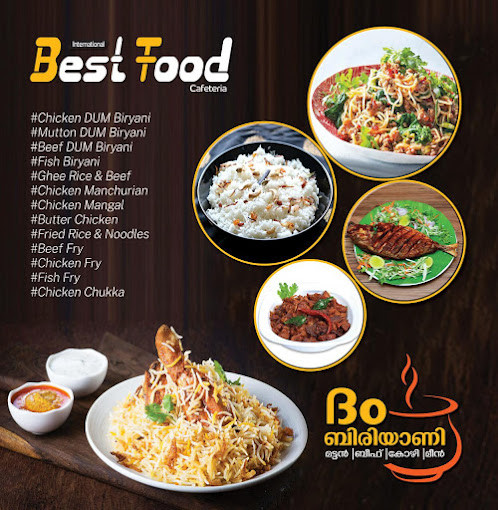 International
Best Food
Cafeteria
#Chicken DUM Biryani
#Mutton DUM Biryani
#Beef DUM Biryani
#Fish Biryani
#Ghee Rice & Beef
#Chicken Manchurian
#Chicken Mangal
#Butter Chicken
#Fried Rice & Noodles
#Beef Fry
#Chicken Fry
#Fish Fry
#Chicken Chukka
ദം
ബിരിയാണി
മട്ടൻ |ബീഫ് |കോഴി |മീൻ